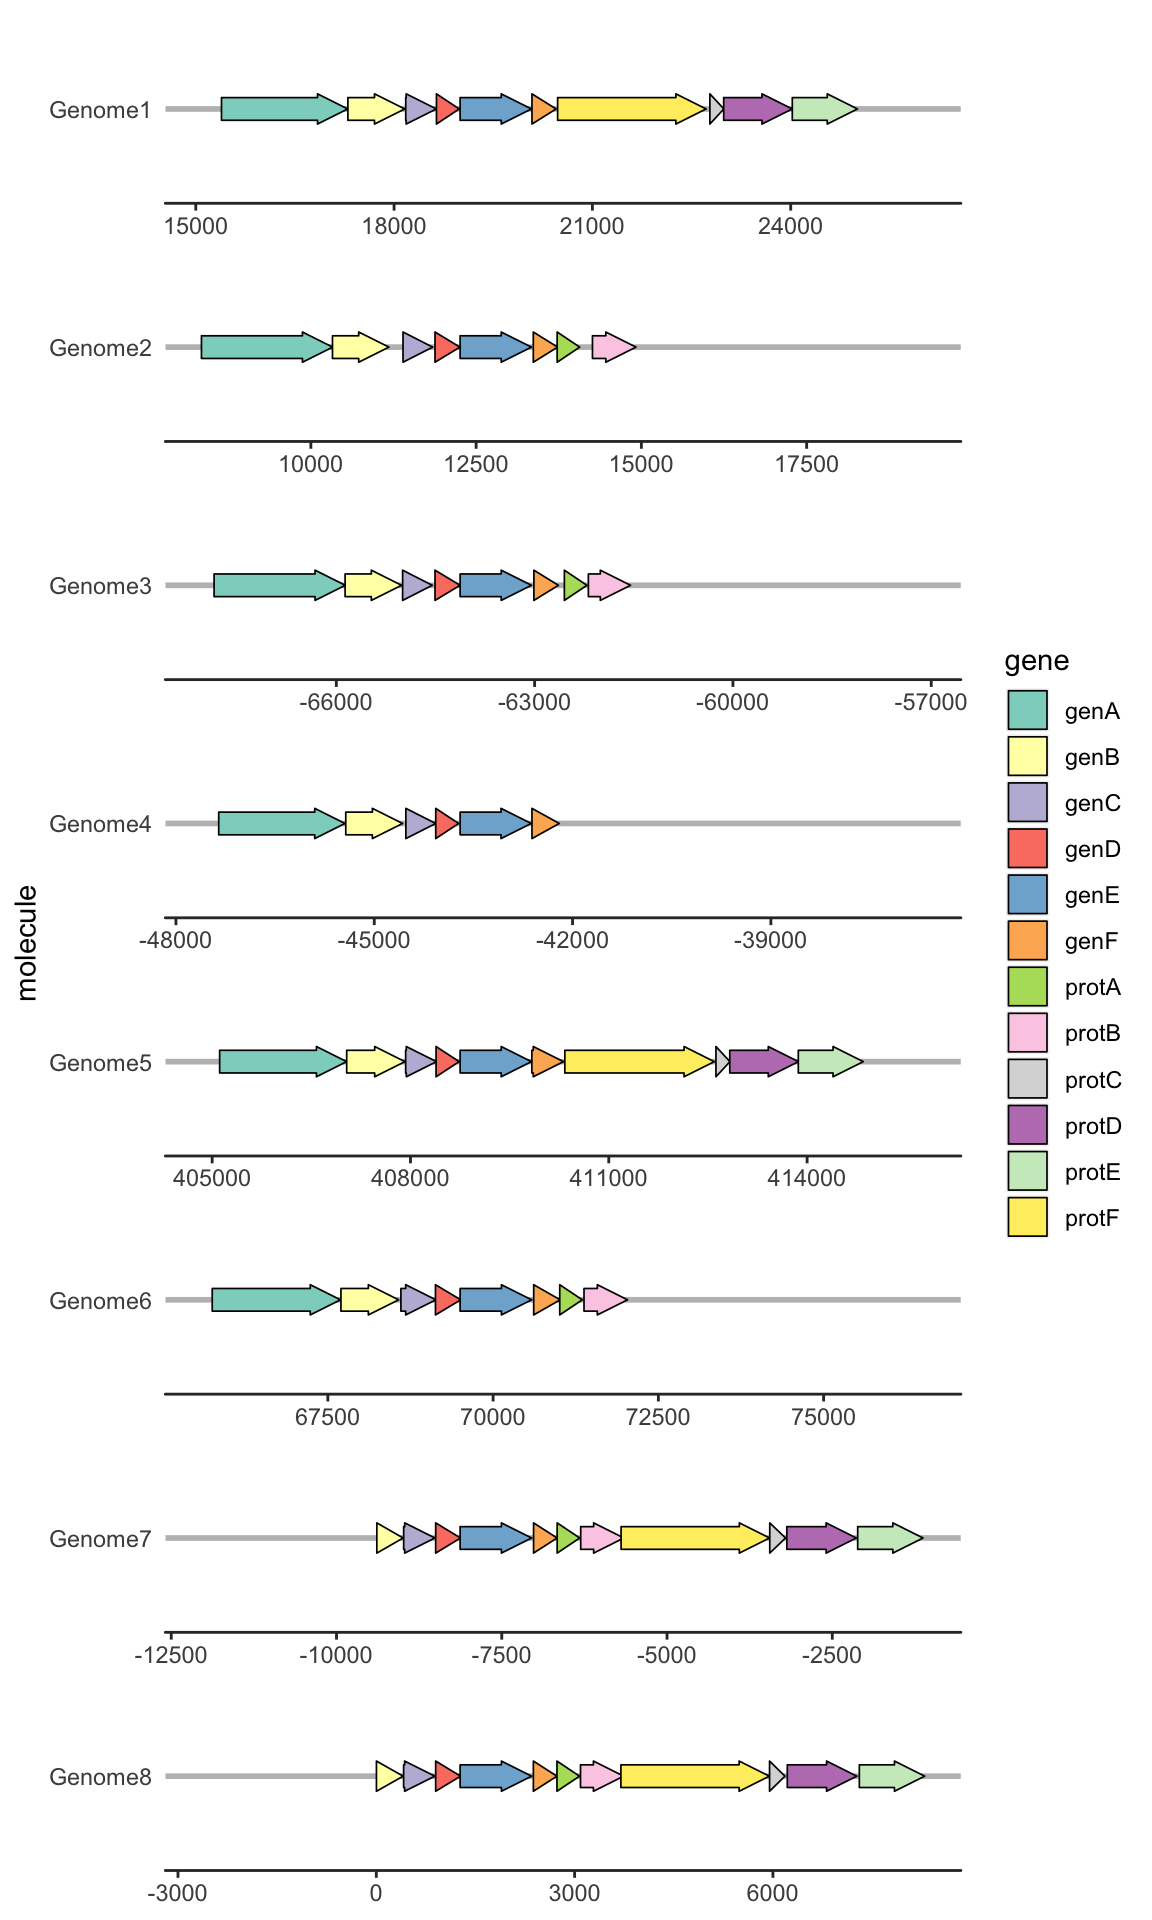 Genome1
15000 18000 21000 24000
Genome2
10000 12500 15000 17500
Genome3
-66000 -63000 -60000 -57000
Genome4
-48000 -45000 -42000 -39000
Genome5
405000 408000 411000 414000
Genome6
67500 70000 72500 75000
Genome7
-12500 -10000 -7500 -5000 -2500
Genome8
-3000 0 3000 6000
molecule
gene
genA
genB
genC
genD
genE
genF
protA
protB
protC
protD
protE
protF